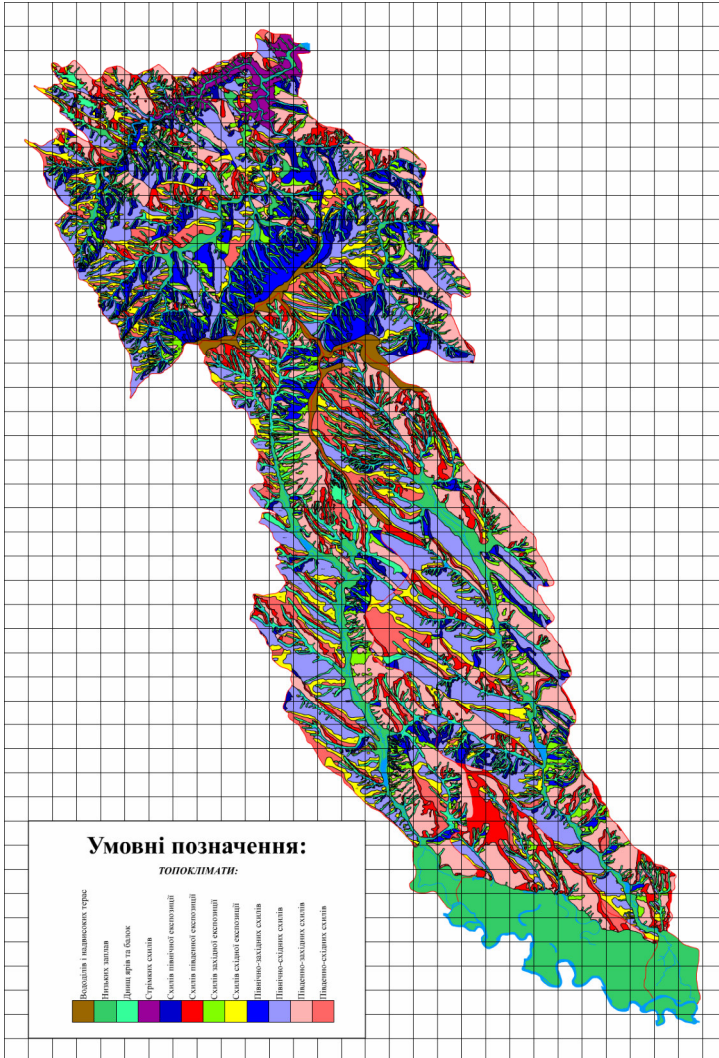 Умовні позначення:
ТОПОКЛІМАТИ:
Вододілів і надвисоких терас
Низьких заплав
Днищ ярів та балок
Стрімких схилів
Схилів північної експозиції
Схилів південної експозиції
Схилів західної експозиції
Схилів східної експозиції
Північно-західних схилів
Північно-східних схилів
Південно-західних схилів
Південно-східних схилів